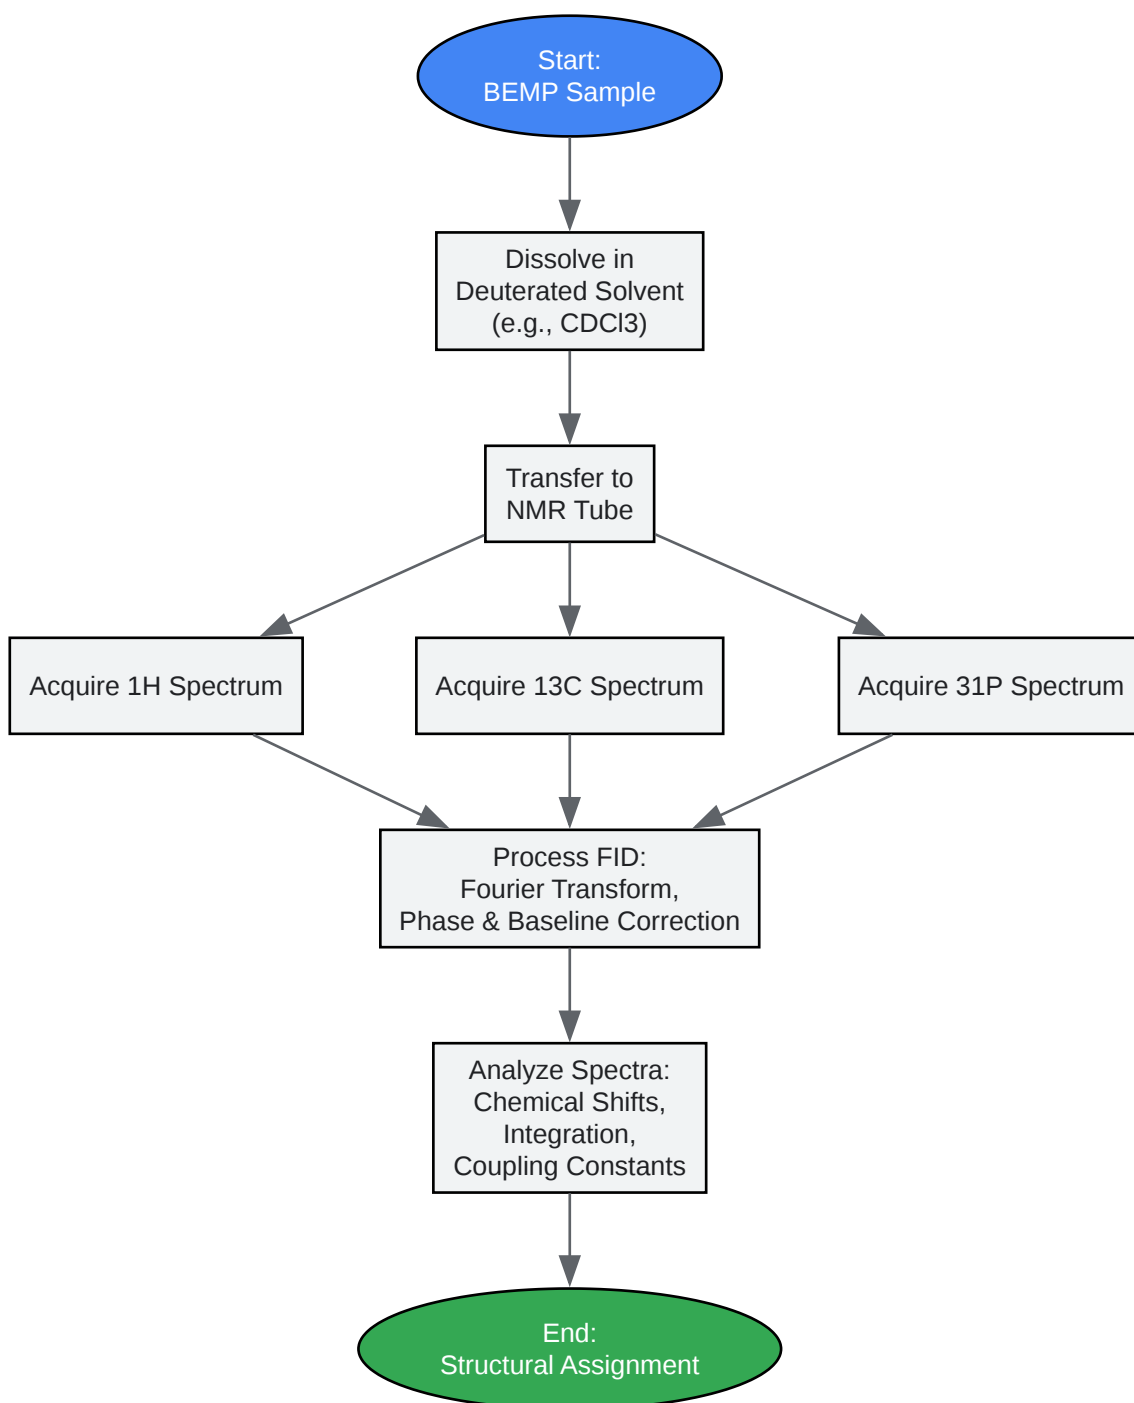 Start:
BEMP Sample
Dissolve in
Deuterated Solvent
(e.g., CDCl3)
Transfer to
NMR Tube
Acquire 1H Spectrum
Acquire 13C Spectrum
Acquire 31P Spectrum
Process FID:
Fourier Transform,
Phase & Baseline Correction
Analyze Spectra:
Chemical Shifts,
Integration,
Coupling Constants
End:
Structural Assignment